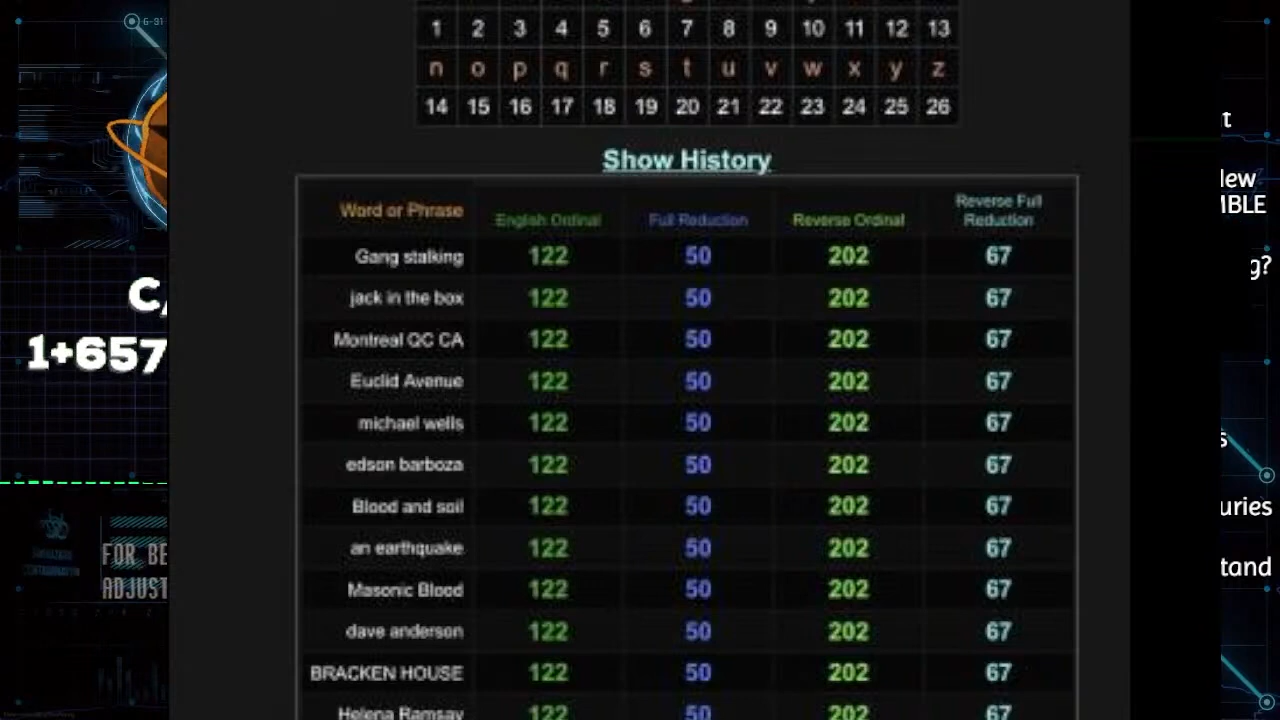 6-31
1 2 3 4 5 6 7 8 9 10 11 12 13
n o p q r s t u v w x y z
14 15 16 17 18 19 20 21 22 23 24 25 26
Show History
Word or Phrase English Ordinal Full Reduction Reverse Ordinal Reverse Full Reduction
Gang stalking 122 50 202 67
jack in the box 122 50 202 67
Montreal QC CA 122 50 202 67
Euclid Avenue 122 50 202 67
michael wells 122 50 202 67
edson barboza 122 50 202 67
Blood and soil 122 50 202 67
an earthquake 122 50 202 67
Masonic Blood 122 50 202 67
dave anderson 122 50 202 67
BRACKEN HOUSE 122 50 202 67
Helena Ramsay 122 50 202 67
1+657
FOR BE
ADJUST
t
g?
s
uries
tand